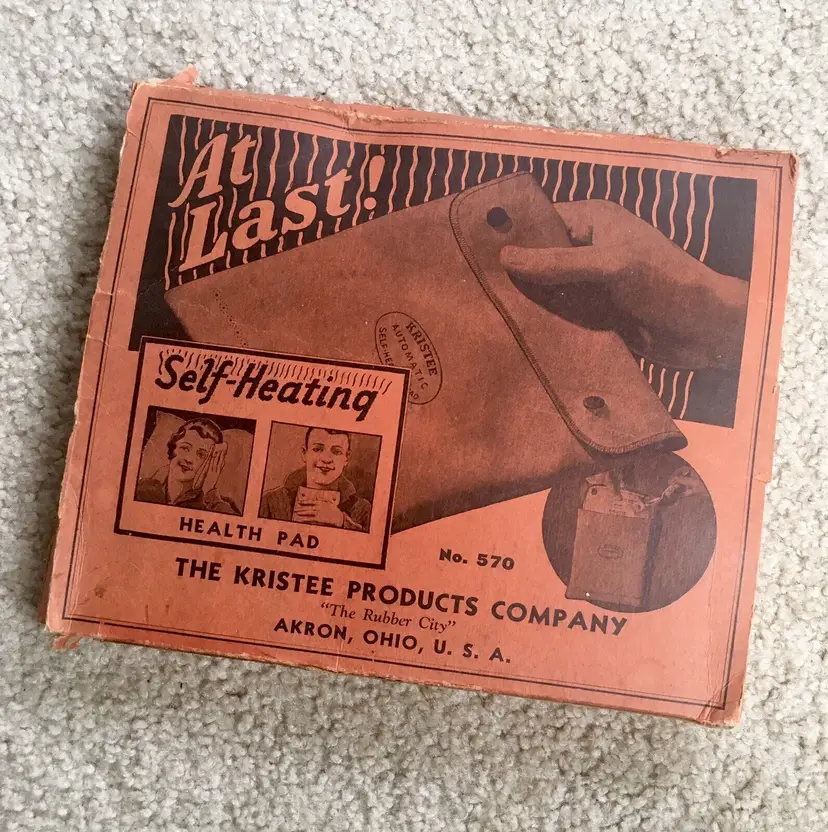 At
Last!
KRISTEE
AUTOMATIC
Self-Heating
HEALTH PAD
No. 570
THE KRISTEE PRODUCTS COMPANY
"The Rubber City"
AKRON, OHIO, U. S. A.